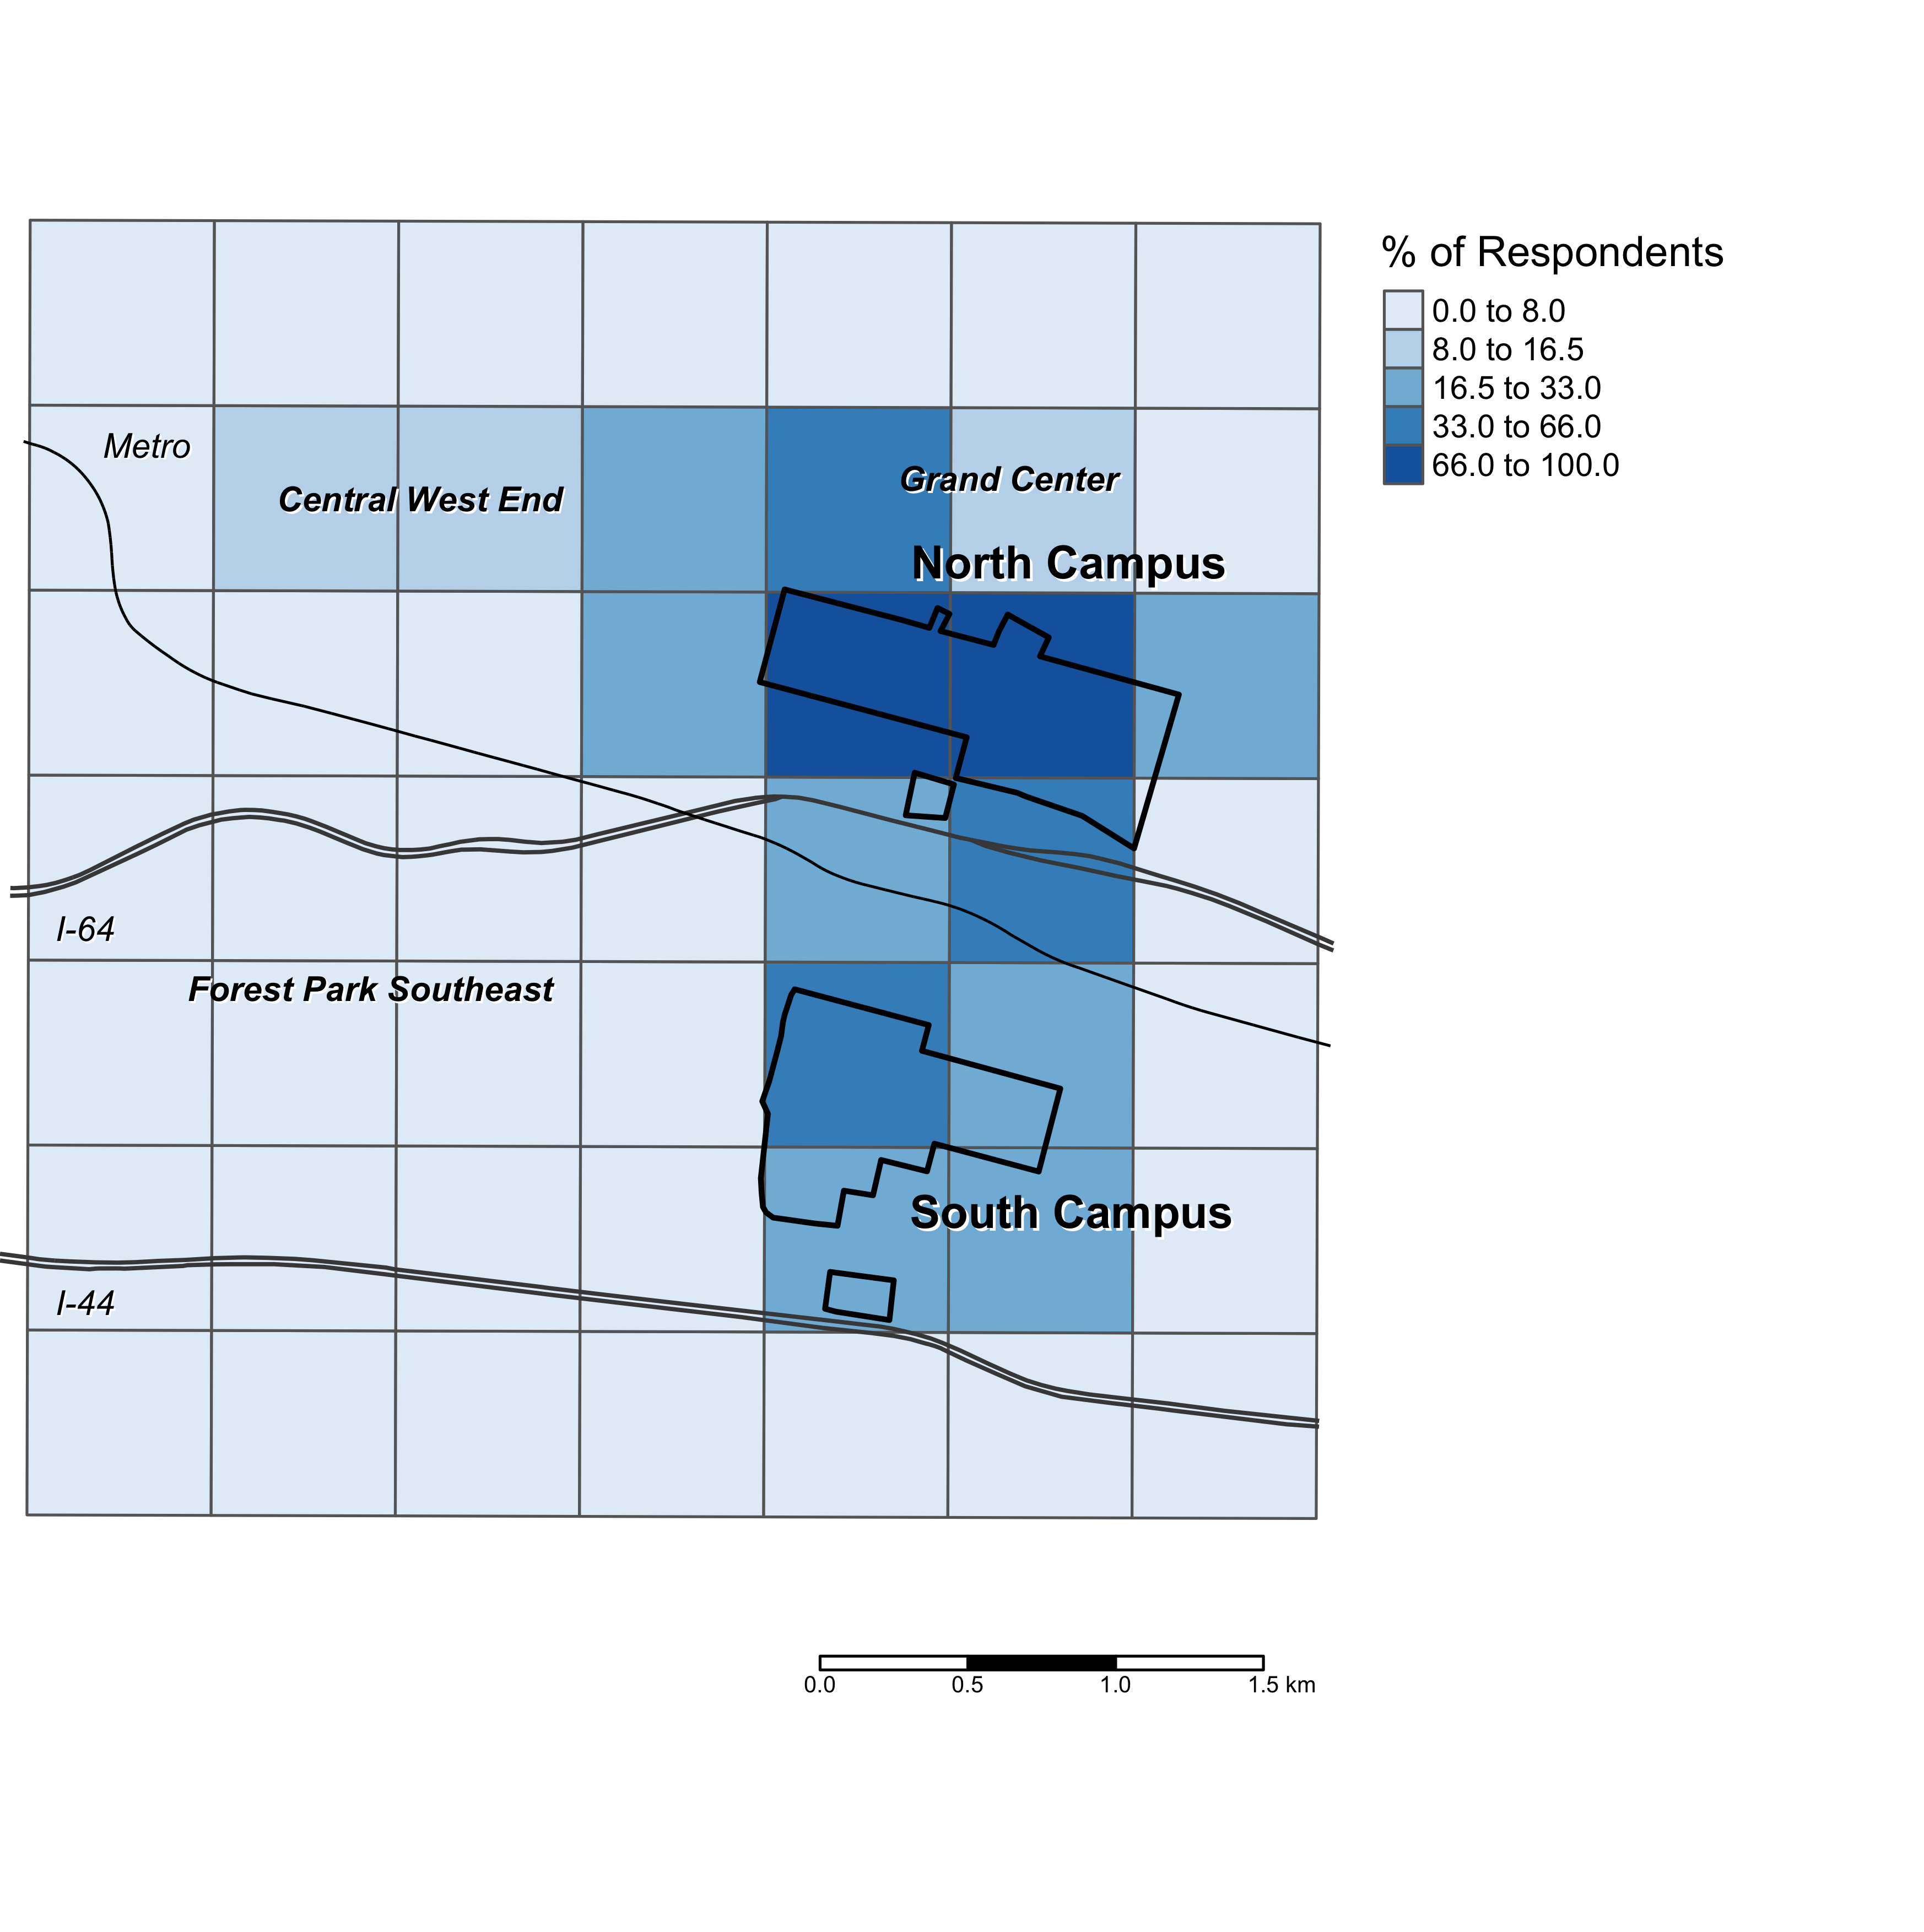 % of Respondents
0.0 to 8.0
8.0 to 16.5
16.5 to 33.0
33.0 to 66.0
66.0 to 100.0
Metro
Central West End
Grand Center
North Campus
I-64
Forest Park Southeast
South Campus
I-44
0.0 0.5 1.0 1.5 km